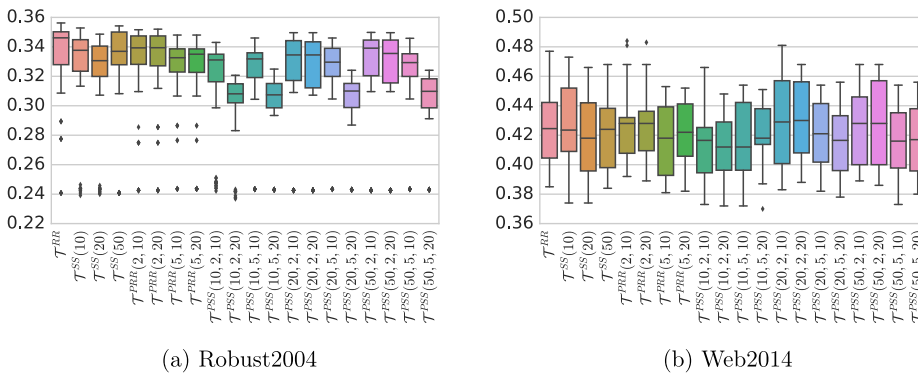 0.36
0.34
0.32
0.30
0.28
0.26
0.24
0.22
𝒯^RR
𝒯^SS(10)
𝒯^SS(20)
𝒯^SS(50)
𝒯^PRR(2, 10)
𝒯^PRR(2, 20)
𝒯^PRR(5, 10)
𝒯^PRR(5, 20)
𝒯^PSS(10, 2, 10)
𝒯^PSS(10, 2, 20)
𝒯^PSS(10, 5, 10)
𝒯^PSS(10, 5, 20)
𝒯^PSS(20, 2, 10)
𝒯^PSS(20, 2, 20)
𝒯^PSS(20, 5, 10)
𝒯^PSS(20, 5, 20)
𝒯^PSS(50, 2, 10)
𝒯^PSS(50, 2, 20)
𝒯^PSS(50, 5, 10)
𝒯^PSS(50, 5, 20)
(a) Robust2004
0.50
0.48
0.46
0.44
0.42
0.40
0.38
0.36
𝒯^RR
𝒯^SS(10)
𝒯^SS(20)
𝒯^SS(50)
𝒯^PRR(2, 10)
𝒯^PRR(2, 20)
𝒯^PRR(5, 10)
𝒯^PRR(5, 20)
𝒯^PSS(10, 2, 10)
𝒯^PSS(10, 2, 20)
𝒯^PSS(10, 5, 10)
𝒯^PSS(10, 5, 20)
𝒯^PSS(20, 2, 10)
𝒯^PSS(20, 2, 20)
𝒯^PSS(20, 5, 10)
𝒯^PSS(20, 5, 20)
𝒯^PSS(50, 2, 10)
𝒯^PSS(50, 2, 20)
𝒯^PSS(50, 5, 10)
𝒯^PSS(50, 5, 20)
(b) Web2014